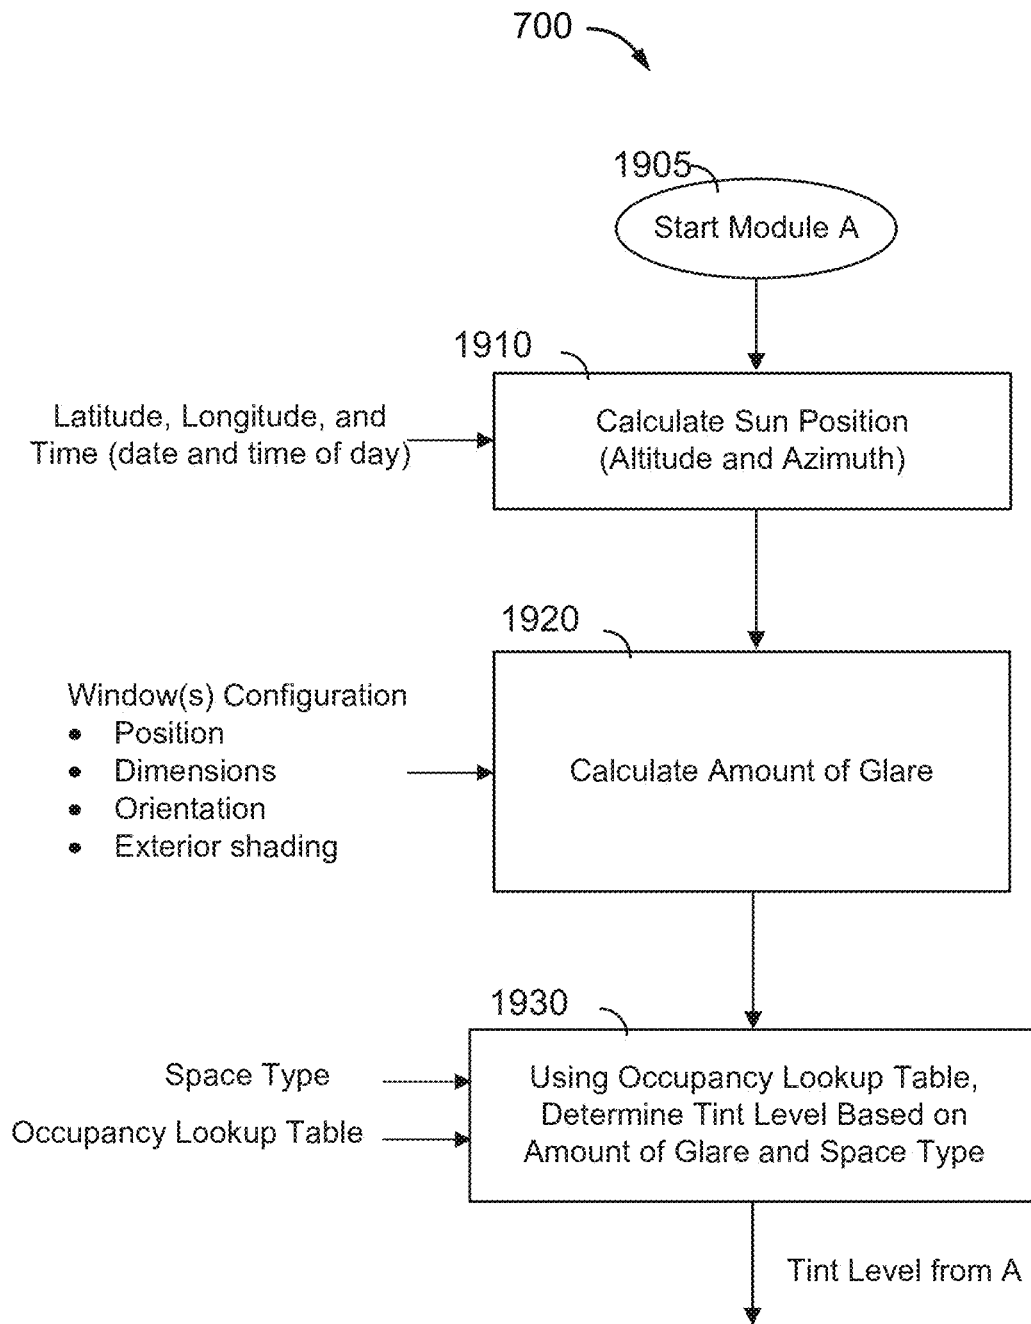 700
1905
Start Module A
1910
Latitude, Longitude, and
Time (date and time of day)
Calculate Sun Position
(Altitude and Azimuth)
1920
Window(s) Configuration
• Position
• Dimensions
• Orientation
• Exterior shading
Calculate Amount of Glare
1930
Space Type
Occupancy Lookup Table
Using Occupancy Lookup Table,
Determine Tint Level Based on
Amount of Glare and Space Type
Tint Level from A